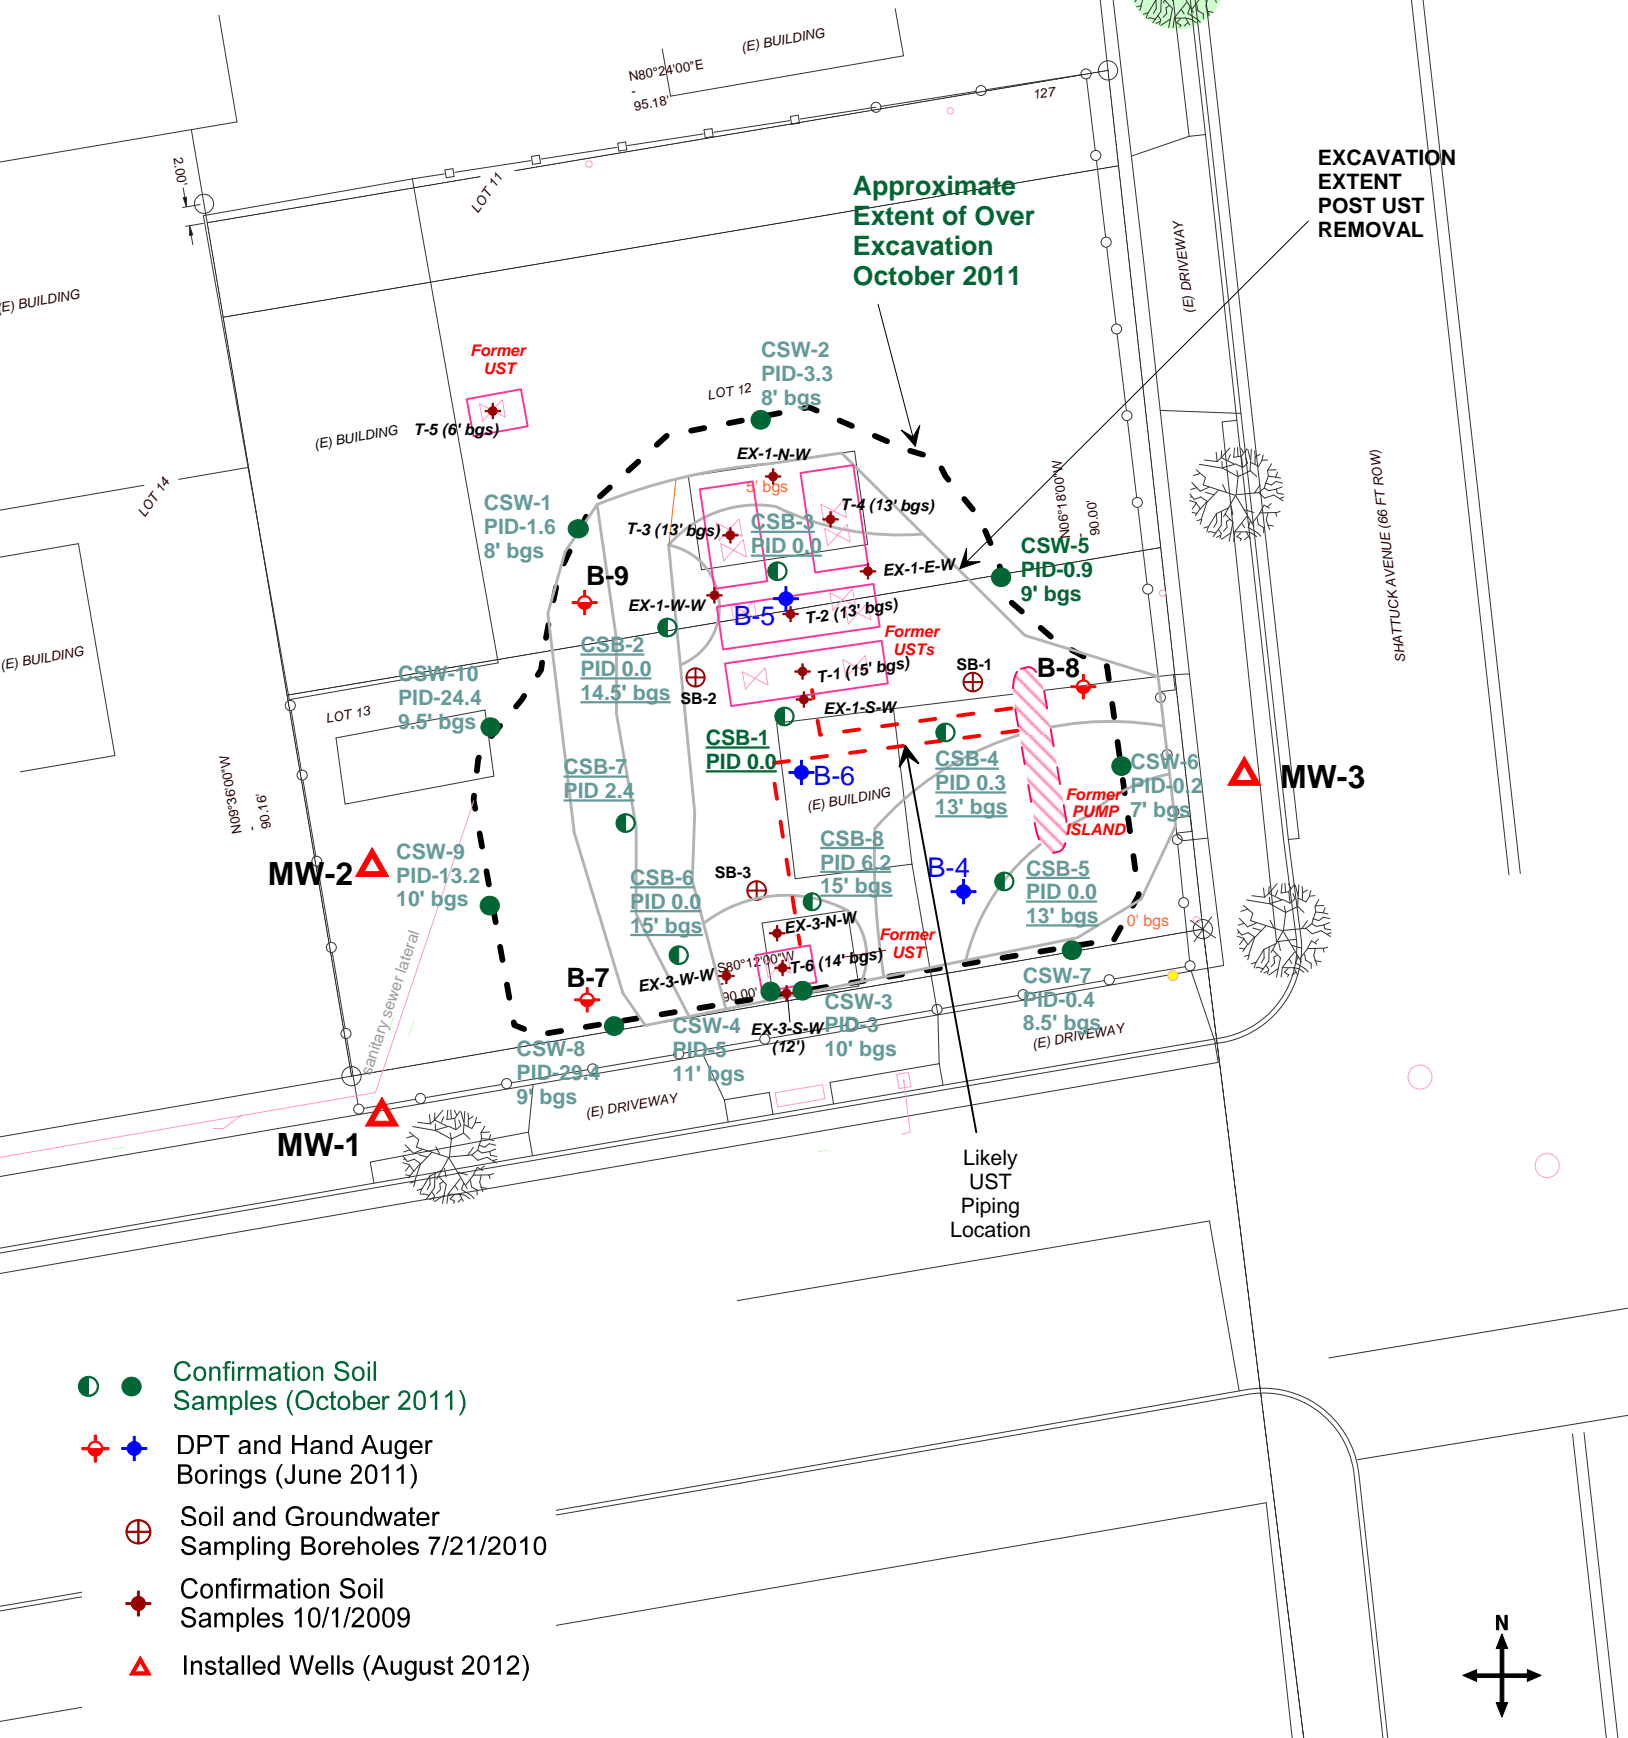 (E) BUILDING
N80°24'00"E
-
95.18'
127
2.00'
LOT 11
EXCAVATION
EXTENT
POST UST
REMOVAL
Approximate
Extent of Over
Excavation
October 2011
(E) DRIVEWAY
(E) BUILDING
Former
UST
CSW-2
PID-3.3
8' bgs
LOT 12
(E) BUILDING
T-5 (6' bgs)
LOT 14
EX-1-N-W
5' bgs
CSW-1
PID-1.6
8' bgs
T-3 (13' bgs)
CSB-3
PID 0.0
T-4 (13' bgs)
N06°18'00"W
-
90.00'
SHATTUCK AVENUE (66 FT ROW)
CSW-5
PID-0.9
9' bgs
EX-1-E-W
B-9
EX-1-W-W
B-5
T-2 (13' bgs)
Former
USTs
CSB-2
PID 0.0
14.5' bgs
(E) BUILDING
SB-2
T-1 (15' bgs)
SB-1
B-8
CSW-10
PID-24.4
9.5' bgs
LOT 13
EX-1-S-W
CSB-1
PID 0.0
B-6
CSB-4
PID 0.3
13' bgs
CSW-6
PID-0.2
7' bgs
MW-3
CSB-7
PID 2.4
(E) BUILDING
Former
PUMP
ISLAND
N09°36'00"W
-
90.16'
CSB-8
PID 6.2
15' bgs
MW-2
CSW-9
PID-13.2
10' bgs
CSB-6
PID 0.0
15' bgs
SB-3
B-4
CSB-5
PID 0.0
13' bgs
0' bgs
EX-3-N-W
Former
UST
S80°12'00"W
-
90.00'
T-6 (14' bgs)
EX-3-W-W
B-7
sanitary sewer lateral
CSW-7
PID-0.4
8.5' bgs
CSW-3
PID-3
10' bgs
CSW-4
PID-5
11' bgs
EX-3-S-W
(12')
(E) DRIVEWAY
CSW-8
PID-29.4
9' bgs
(E) DRIVEWAY
MW-1
Likely
UST
Piping
Location
Confirmation Soil
Samples (October 2011)
DPT and Hand Auger
Borings (June 2011)
Soil and Groundwater
Sampling Boreholes 7/21/2010
Confirmation Soil
Samples 10/1/2009
Installed Wells (August 2012)
N